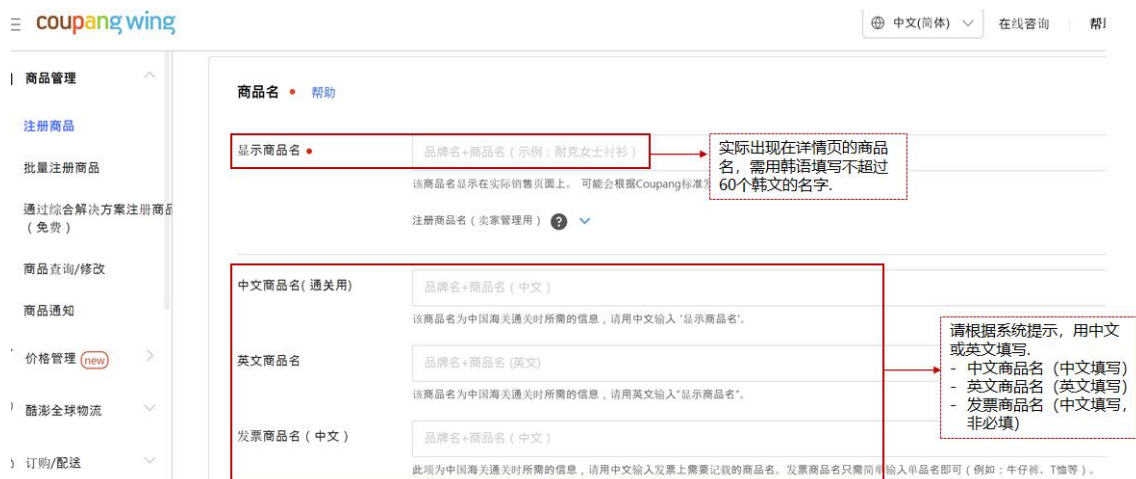 coupang wing
中文(简体)
在线咨询
商品管理
注册商品
批量注册商品
通过综合解决方案注册商品
(免费)
商品查询/修改
商品通知
价格管理 new
酷澎全球物流
订购/配送
商品名 • 帮助
显示商品名 •
品牌名+商品名(示例:耐克女士衬衫)
该商品名显示在实际销售页面上。 可能会根据Coupang标准
注册商品名(卖家管理用) ?
实际出现在详情页的商品
名,需用韩语填写不超过
60个韩文的名字.
中文商品名(通关用)
品牌名+商品名(中文)
该商品名为中国海关通关时所需的信息,请用中文输入 '显示商品名'。
英文商品名
品牌名+商品名 (英文)
该商品名为中国海关通关时所需的信息,请用英文输入"显示商品名"。
发票商品名(中文)
品牌名+商品名(中文)
此项为中国海关通关时所需的信息,请用中文输入发票上需要记载的商品名。发票商品名只需简单输入单品名即可(例如:牛仔裤、T恤等)。
请根据系统提示,用中文
或英文填写.
- 中文商品名(中文填写)
- 英文商品名(英文填写)
- 发票商品名(中文填写,
非必填)